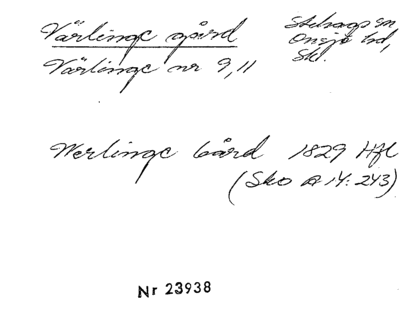 Värlinge gård
Stehags sn
Onsjö hd,
Skl.
Värlinge nr 9, 11
Werlinge Gård 1829 Hfl
(Sko A 14: 243)
Nr 23938